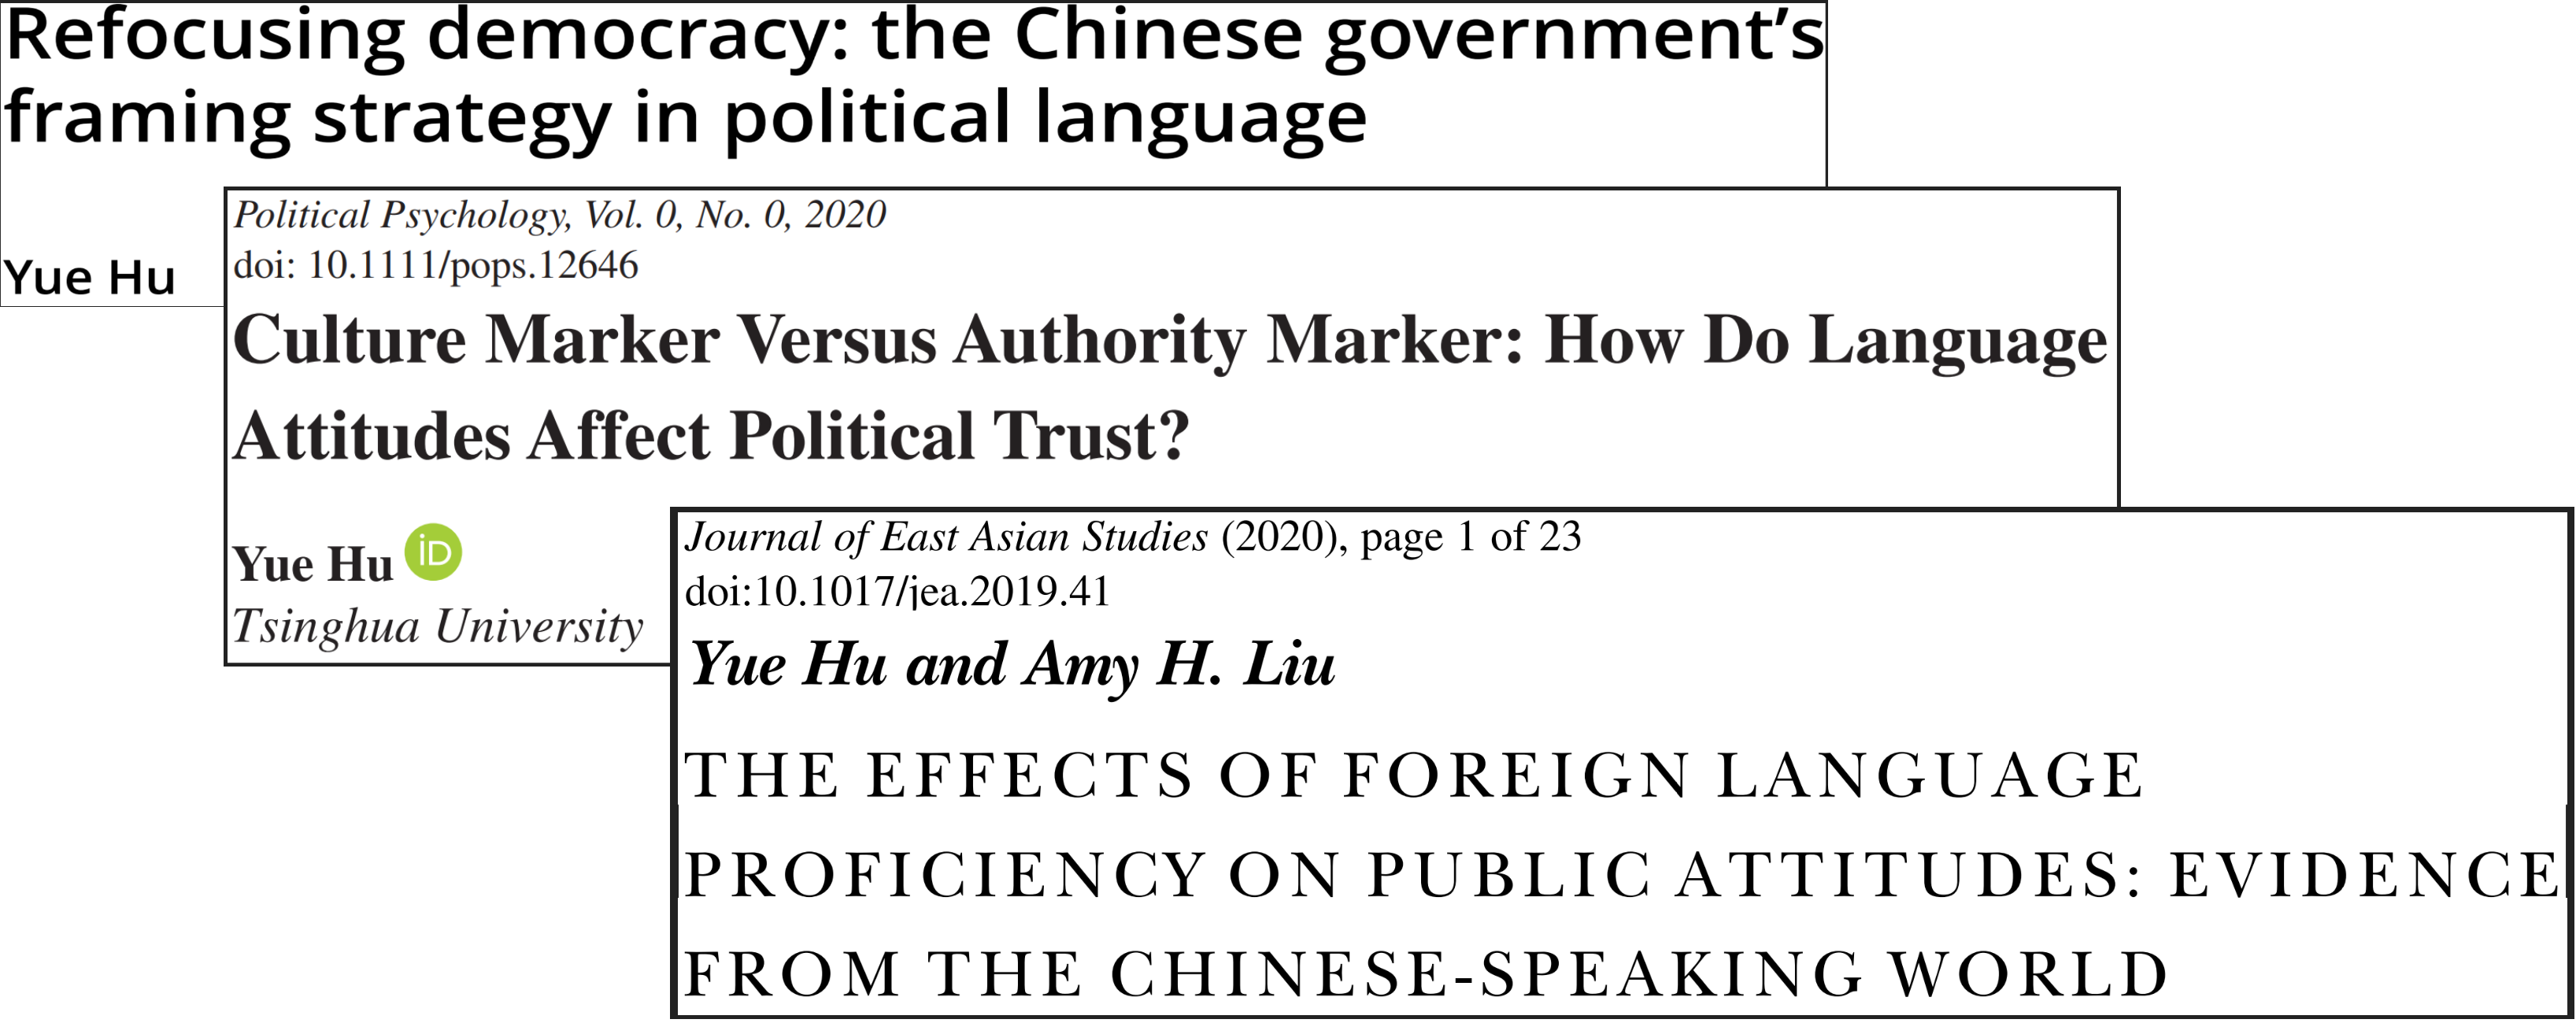 Refocusing democracy: the Chinese government’s
framing strategy in political language
Yue Hu
Political Psychology, Vol. 0, No. 0, 2020
doi: 10.1111/pops.12646
Culture Marker Versus Authority Marker: How Do Language
Attitudes Affect Political Trust?
Yue Hu iD
Tsinghua University
Journal of East Asian Studies (2020), page 1 of 23
doi:10.1017/jea.2019.41
Yue Hu and Amy H. Liu
THE EFFECTS OF FOREIGN LANGUAGE
PROFICIENCY ON PUBLIC ATTITUDES: EVIDENCE
FROM THE CHINESE-SPEAKING WORLD